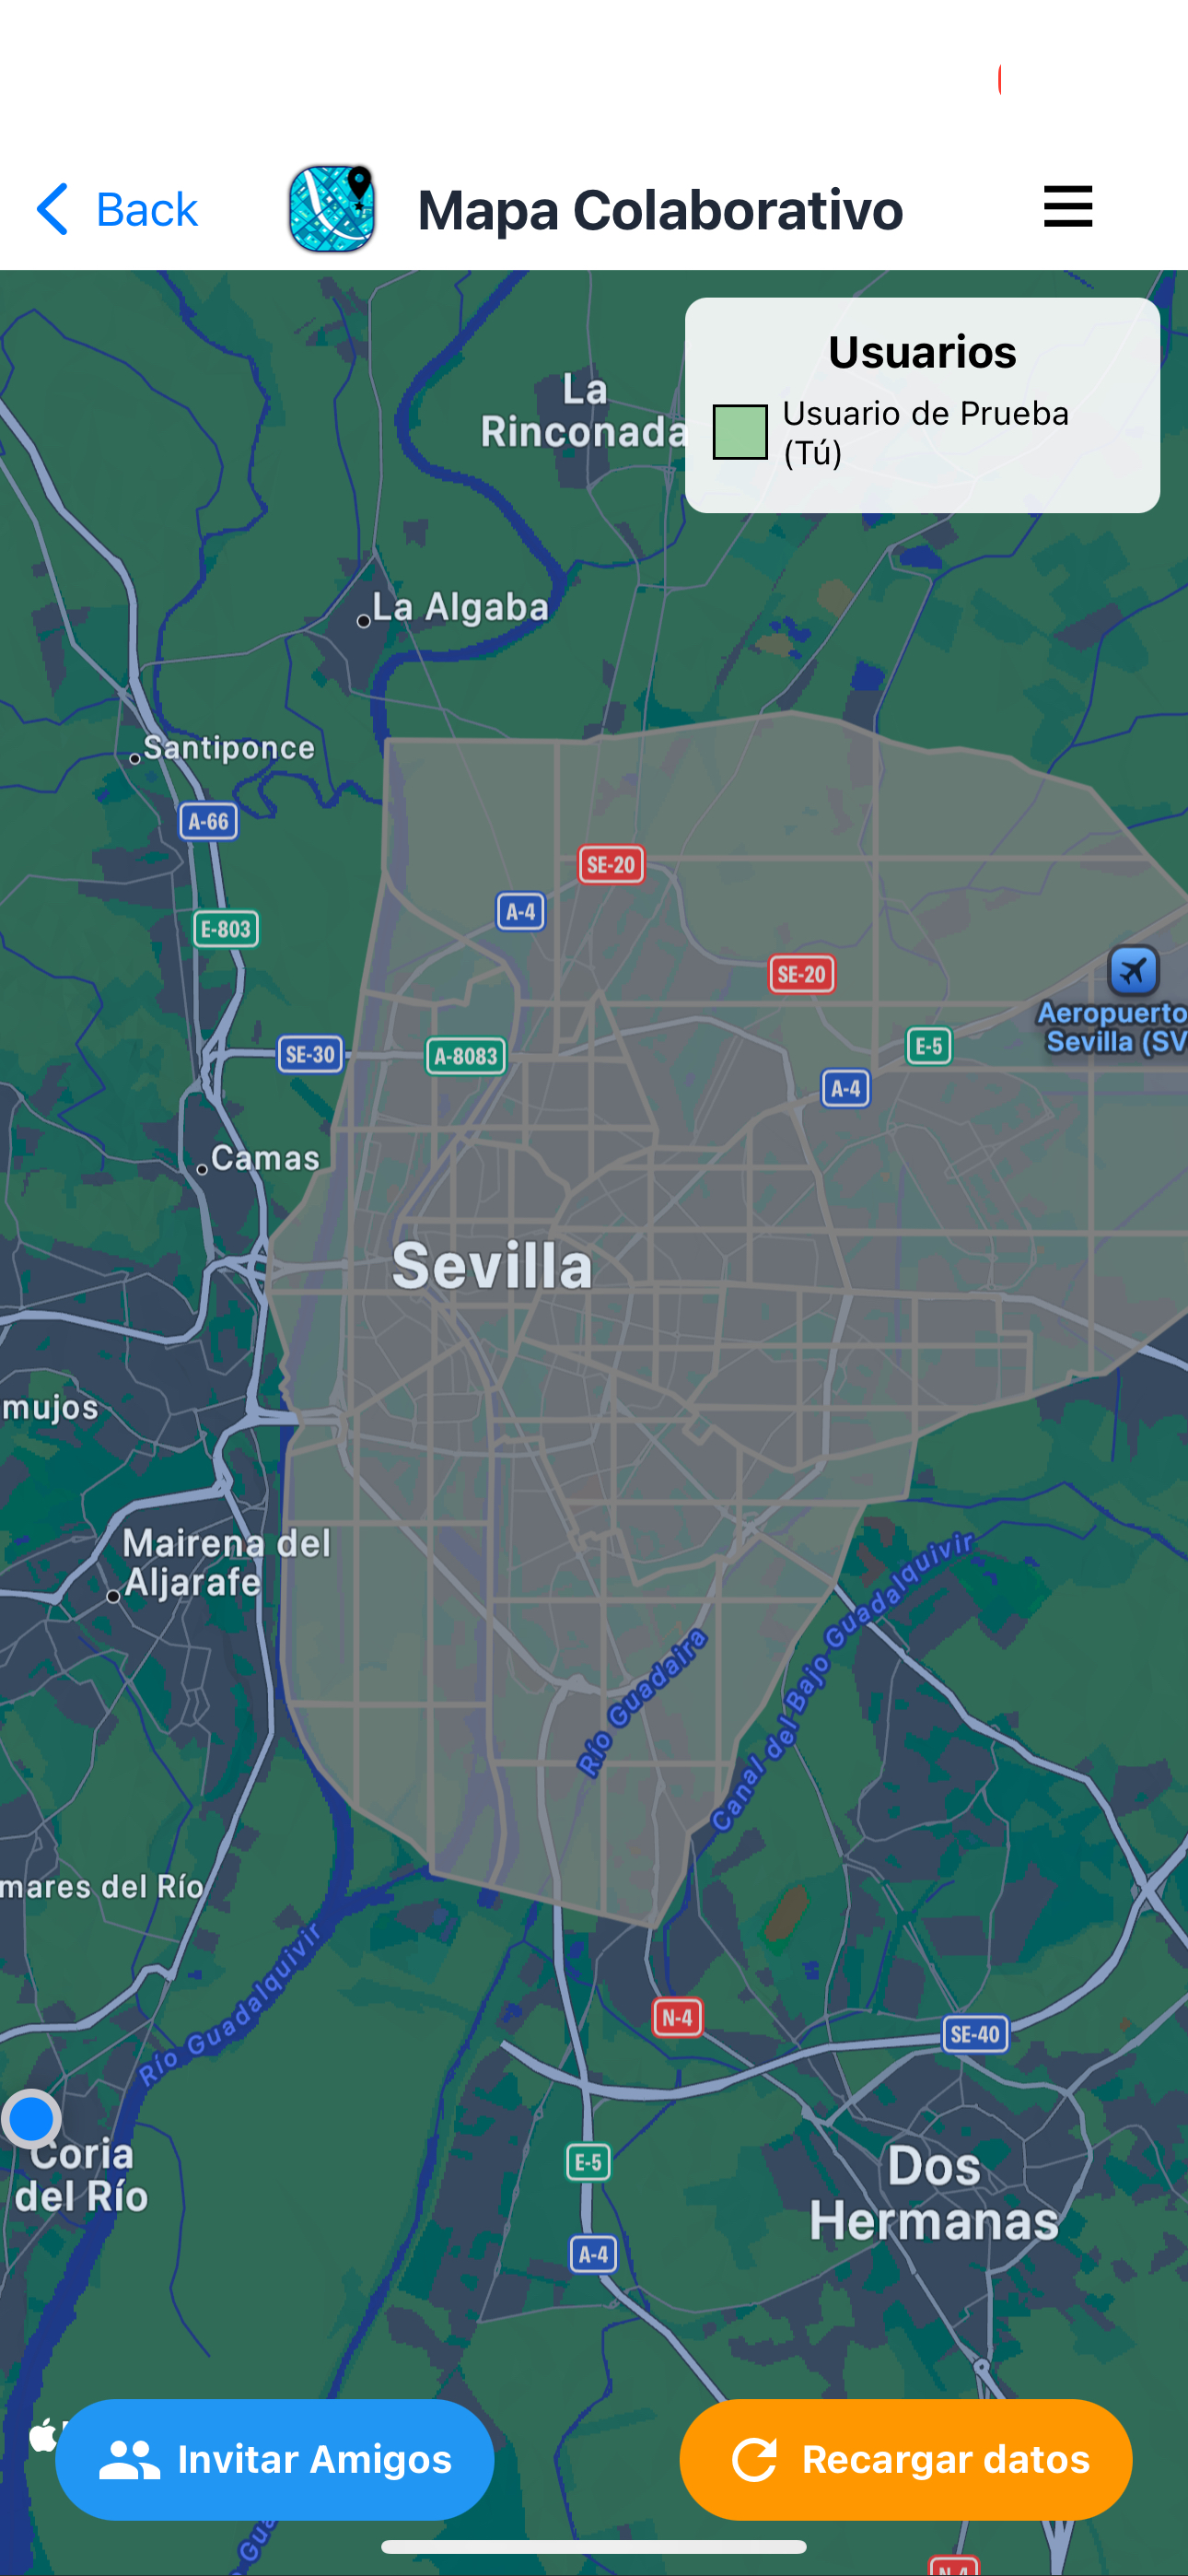 Back
Mapa Colaborativo
Usuarios
Usuario de Prueba
(Tú)
La
Rinconada
La Algaba
Santiponce
A-66
SE-20
A-4
E-803
SE-20
Aeropuerto
Sevilla (SV
SE-30
A-8083
E-5
A-4
Camas
Sevilla
mujos
Mairena del
Aljarafe
Río Guadaira
Canal del Bajo Guadalquivir
mares del Río
Río Guadalquivir
N-4
SE-40
Coria
del Río
E-5
Dos
Hermanas
A-4
Invitar Amigos
Recargar datos
Gua
N-4